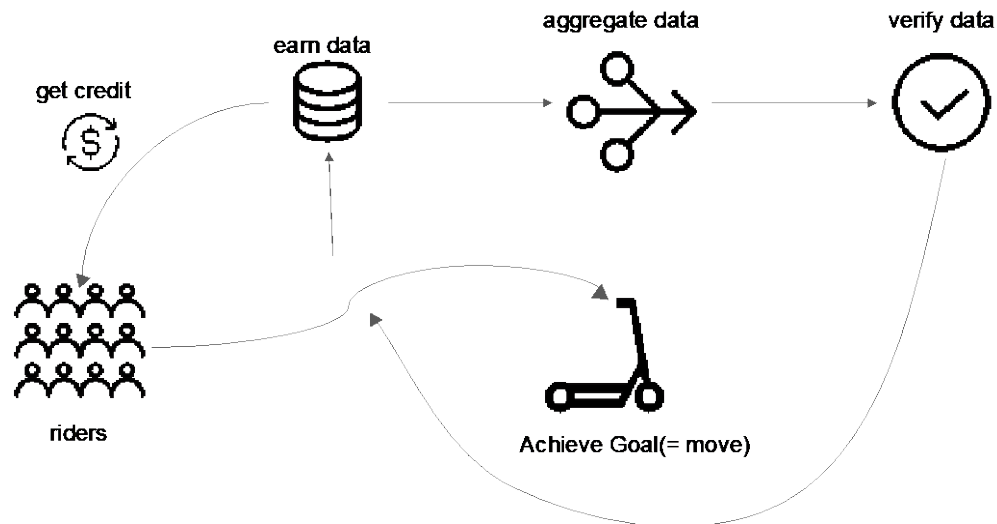 aggregate data
verify data
earn data
get credit
$
riders
Achieve Goal(= move)